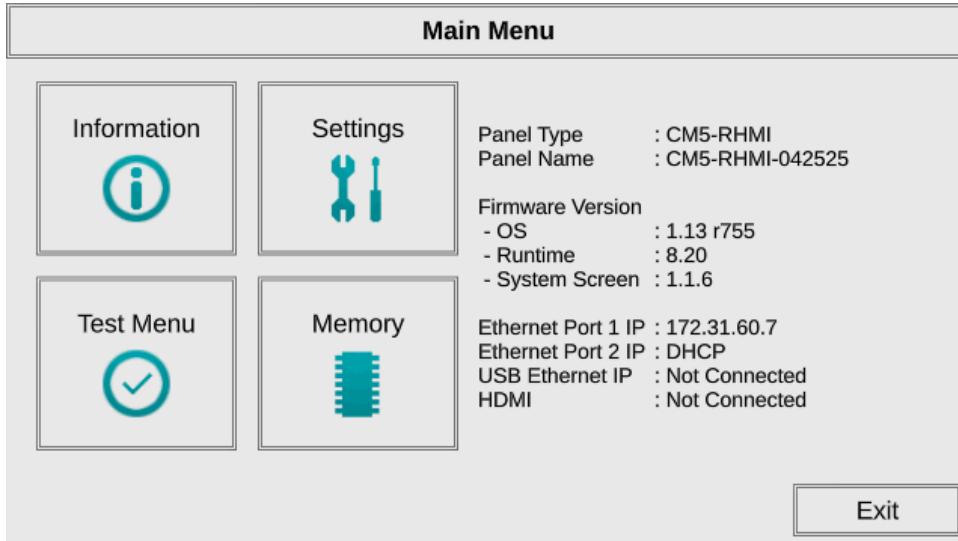 Main Menu
Information
Settings
Test Menu
Memory
Panel Type : CM5-RHMI
Panel Name : CM5-RHMI-042525
Firmware Version
- OS : 1.13 r755
- Runtime : 8.20
- System Screen : 1.1.6
Ethernet Port 1 IP : 172.31.60.7
Ethernet Port 2 IP : DHCP
USB Ethernet IP : Not Connected
HDMI : Not Connected
Exit